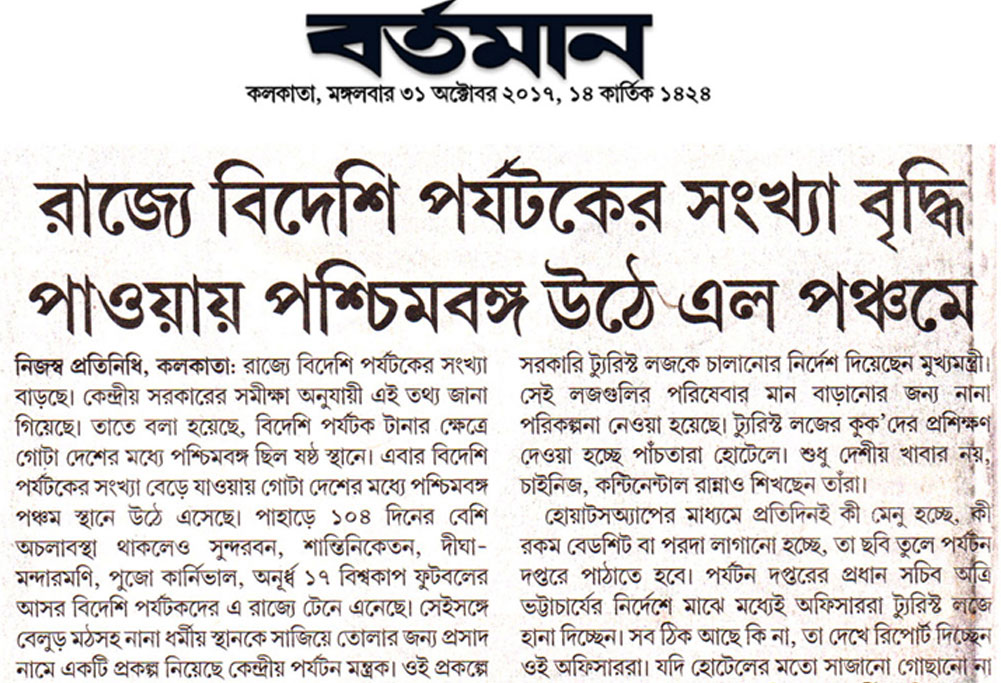 বর্তমান
কলকাতা, মঙ্গলবার ৩১ অক্টোবর ২০১৭, ১৪ কার্তিক ১৪২৪
রাজ্যে বিদেশি পর্যটকের সংখ্যা বৃদ্ধি
পাওয়ায় পশ্চিমবঙ্গ উঠে এল পঞ্চমে
নিজস্ব প্রতিনিধি, কলকাতা: রাজ্যে বিদেশি পর্যটকের সংখ্যা
বাড়ছে। কেন্দ্রীয় সরকারের সমীক্ষা অনুযায়ী এই তথ্য জানা
গিয়েছে। তাতে বলা হয়েছে, বিদেশি পর্যটক টানার ক্ষেত্রে
গোটা দেশের মধ্যে পশ্চিমবঙ্গ ছিল ষষ্ঠ স্থানে। এবার বিদেশি
পর্যটকের সংখ্যা বেড়ে যাওয়ায় গোটা দেশের মধ্যে পশ্চিমবঙ্গ
পঞ্চম স্থানে উঠে এসেছে। পাহাড়ে ১০৪ দিনের বেশি
অচলাবস্থা থাকলেও সুন্দরবন, শান্তিনিকেতন, দীঘা-
মন্দারমণি, পুজো কার্নিভাল, অনূর্ধ্ব ১৭ বিশ্বকাপ ফুটবলের
আসর বিদেশি পর্যটকদের এ রাজ্যে টেনে এনেছে। সেইসঙ্গে
বেলুড় মঠসহ নানা ধর্মীয় স্থানকে সাজিয়ে তোলার জন্য প্রসাদ
নামে একটি প্রকল্প নিয়েছে কেন্দ্রীয় পর্যটন মন্ত্রক। ওই প্রকল্পে
সরকারি ট্যুরিস্ট লজকে চালানোর নির্দেশ দিয়েছেন মুখ্যমন্ত্রী।
সেই লজগুলির পরিষেবার মান বাড়ানোর জন্য নানা
পরিকল্পনা নেওয়া হয়েছে। ট্যুরিস্ট লজের কুক'দের প্রশিক্ষণ
দেওয়া হচ্ছে পাঁচতারা হোটেলে। শুধু দেশীয় খাবার নয়,
চাইনিজ, কন্টিনেন্টাল রান্নাও শিখছেন তাঁরা।
হোয়াটসঅ্যাপের মাধ্যমে প্রতিদিনই কী মেনু হচ্ছে, কী
রকম বেডশিট বা পরদা লাগানো হচ্ছে, তা ছবি তুলে পর্যটন
দপ্তরে পাঠাতে হবে। পর্যটন দপ্তরের প্রধান সচিব অত্রি
ভট্টাচার্যের নির্দেশে মাঝে মধ্যেই অফিসাররা ট্যুরিস্ট লজে
হানা দিচ্ছেন। সব ঠিক আছে কি না, তা দেখে রিপোর্ট দিচ্ছেন
ওই অফিসাররা। যদি হোটেলের মতো সাজানো গোছানো না